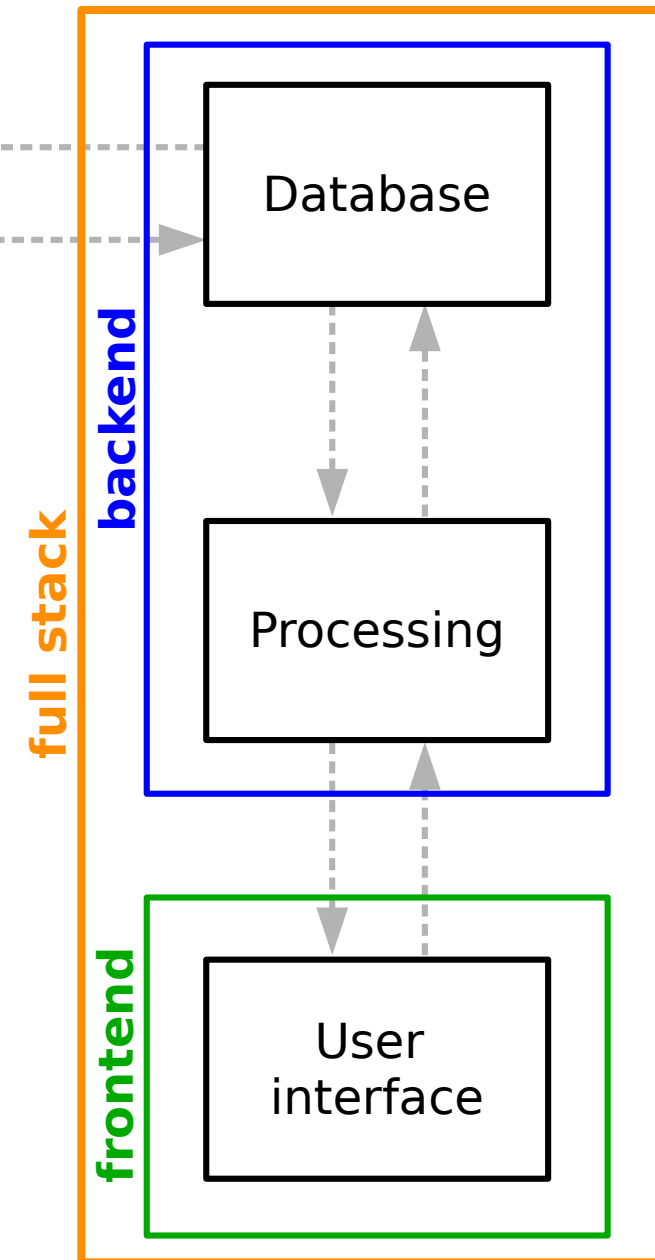 Database
backend
full stack
Processing
frontend
User
interface